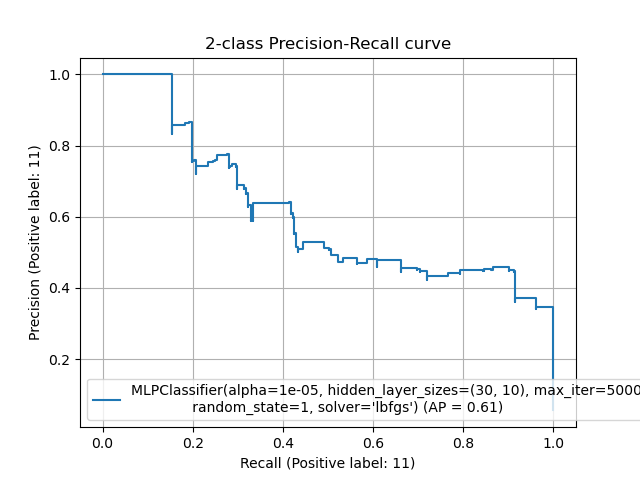 2-class Precision-Recall curve
1.0
0.8
0.6
0.4
0.2
Precision (Positive label: 11)
MLPClassifier(alpha=1e-05, hidden_layer_sizes=(30, 10), max_iter=5000
random_state=1, solver='lbfgs') (AP = 0.61)
0.0 0.2 0.4 0.6 0.8 1.0
Recall (Positive label: 11)